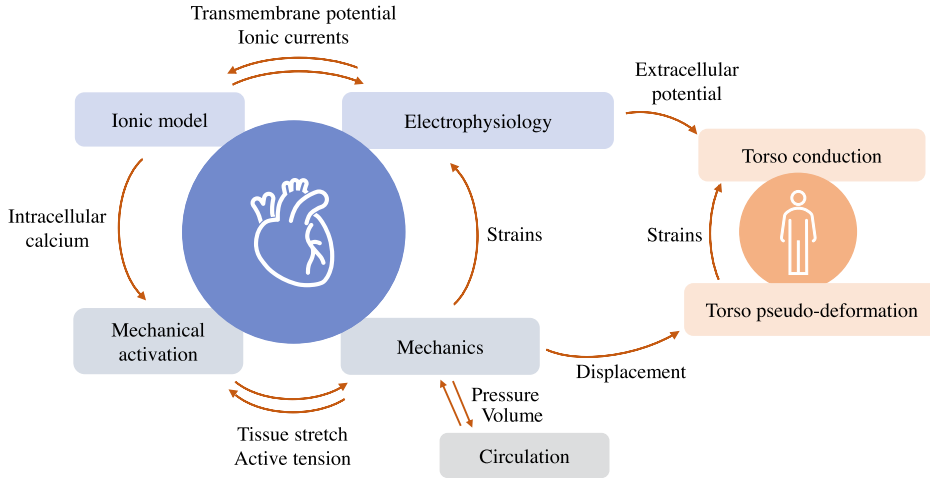 Transmembrane potential
Ionic currents
Extracellular
potential
Ionic model
Electrophysiology
Torso conduction
Intracellular
calcium
Strains
Strains
Torso pseudo-deformation
Mechanical
activation
Mechanics
Displacement
Pressure
Volume
Tissue stretch
Active tension
Circulation